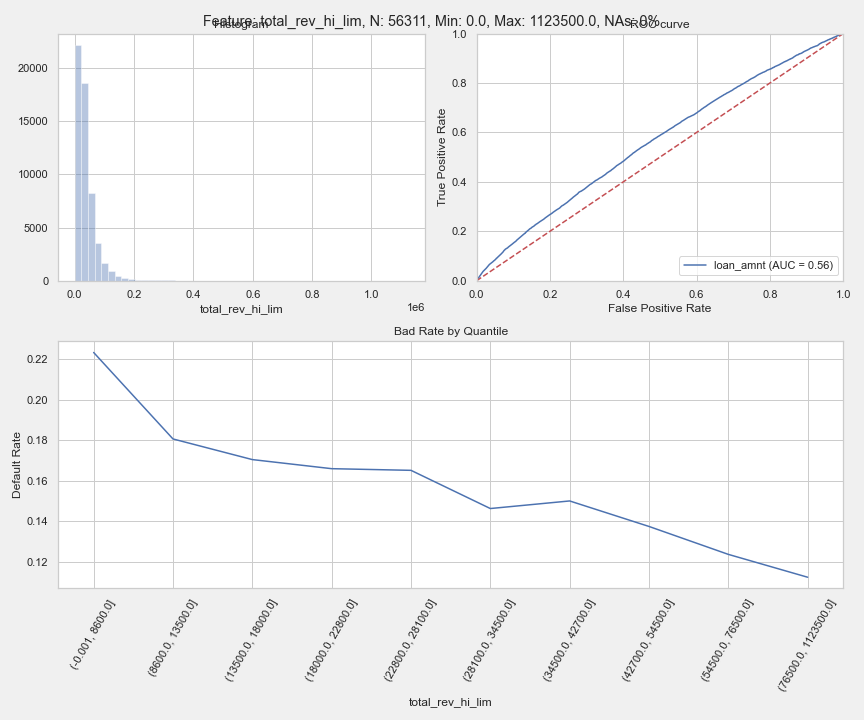 Feature: total_rev_hi_lim, N: 56311, Min: 0.0, Max: 1123500.0, NAs: 0%
Histogram
20000
15000
10000
5000
0
0.0 0.2 0.4 0.6 0.8 1.0
1e6
total_rev_hi_lim
ROC curve
True Positive Rate
1.0
0.8
0.6
0.4
0.2
0.0
loan_amnt (AUC = 0.56)
0.0 0.2 0.4 0.6 0.8 1.0
False Positive Rate
Bad Rate by Quantile
Default Rate
0.22
0.20
0.18
0.16
0.14
0.12
(-0.001, 8600.0]
(8600.0, 13500.0]
(13500.0, 18000.0]
(18000.0, 22800.0]
(22800.0, 28100.0]
(28100.0, 34500.0]
(34500.0, 42700.0]
(42700.0, 54500.0]
(54500.0, 76500.0]
(76500.0, 1123500.0]
total_rev_hi_lim